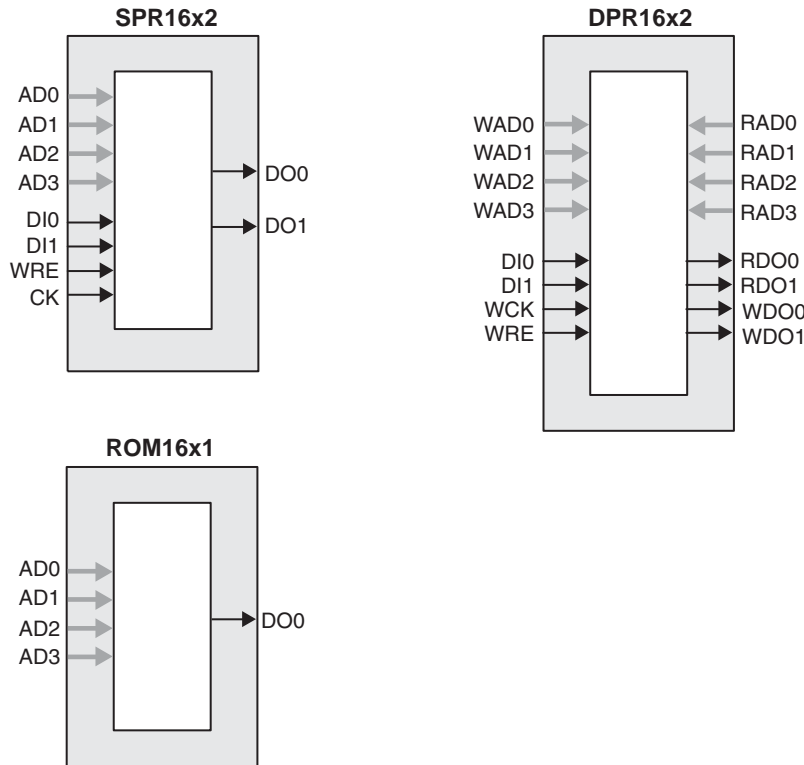 SPR16x2
AD0
AD1
AD2
AD3
DI0
DI1
WRE
CK
DO0
DO1
DPR16x2
WAD0
WAD1
WAD2
WAD3
DI0
DI1
WCK
WRE
RAD0
RAD1
RAD2
RAD3
RDO0
RDO1
WDO0
WDO1
ROM16x1
AD0
AD1
AD2
AD3
DO0